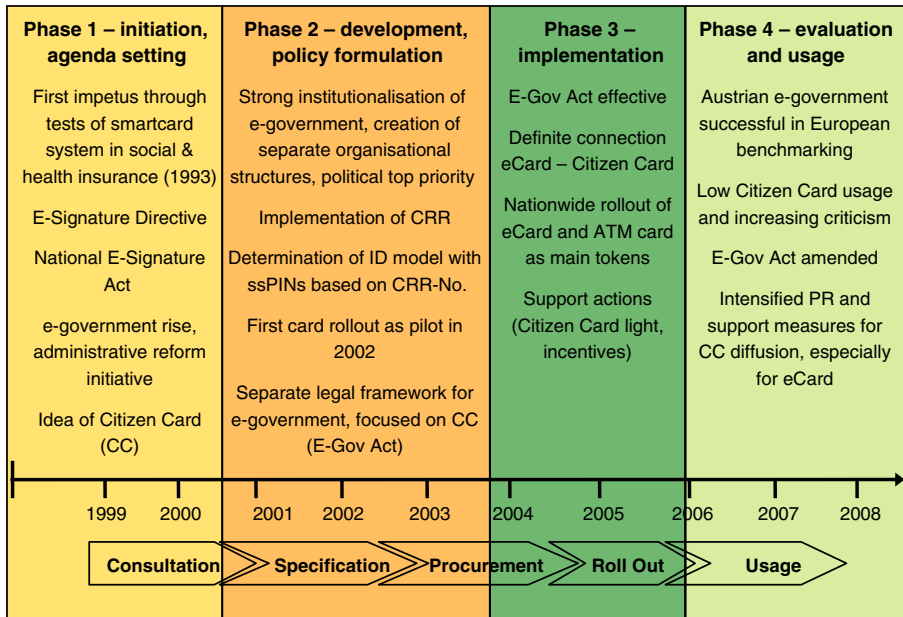 Phase 1 – initiation,
agenda setting
First impetus through
tests of smartcard
system in social &
health insurance (1993)
E-Signature Directive
National E-Signature
Act
e-government rise,
administrative reform
initiative
Idea of Citizen Card
(CC)
Phase 2 – development,
policy formulation
Strong institutionalisation of
e-government, creation of
separate organisational
structures, political top priority
Implementation of CRR
Determination of ID model with
ssPINs based on CRR-No.
First card rollout as pilot in
2002
Separate legal framework for
e-government, focused on CC
(E-Gov Act)
Phase 3 –
implementation
E-Gov Act effective
Definite connection
eCard – Citizen Card
Nationwide rollout of
eCard and ATM card
as main tokens
Support actions
(Citizen Card light,
incentives)
Phase 4 – evaluation
and usage
Austrian e-government
successful in European
benchmarking
Low Citizen Card usage
and increasing criticism
E-Gov Act amended
Intensified PR and
support measures for
CC diffusion, especially
for eCard
1999 2000 2001 2002 2003 2004 2005 2006 2007 2008
Consultation Specification Procurement Roll Out Usage